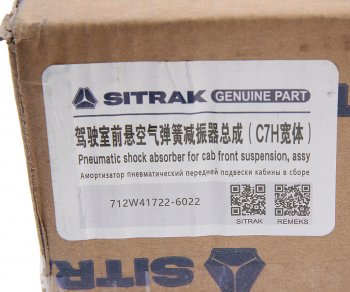 SITRAK GENUINE PART
驾驶室前悬空气弹簧减振器总成（C7H宽体）
Pneumatic shock absorber for cab front suspension, assy
Амортизатор пневматический передней подвески кабины в сборе
712W41722-6022
SITRAK REMEKS
SITR